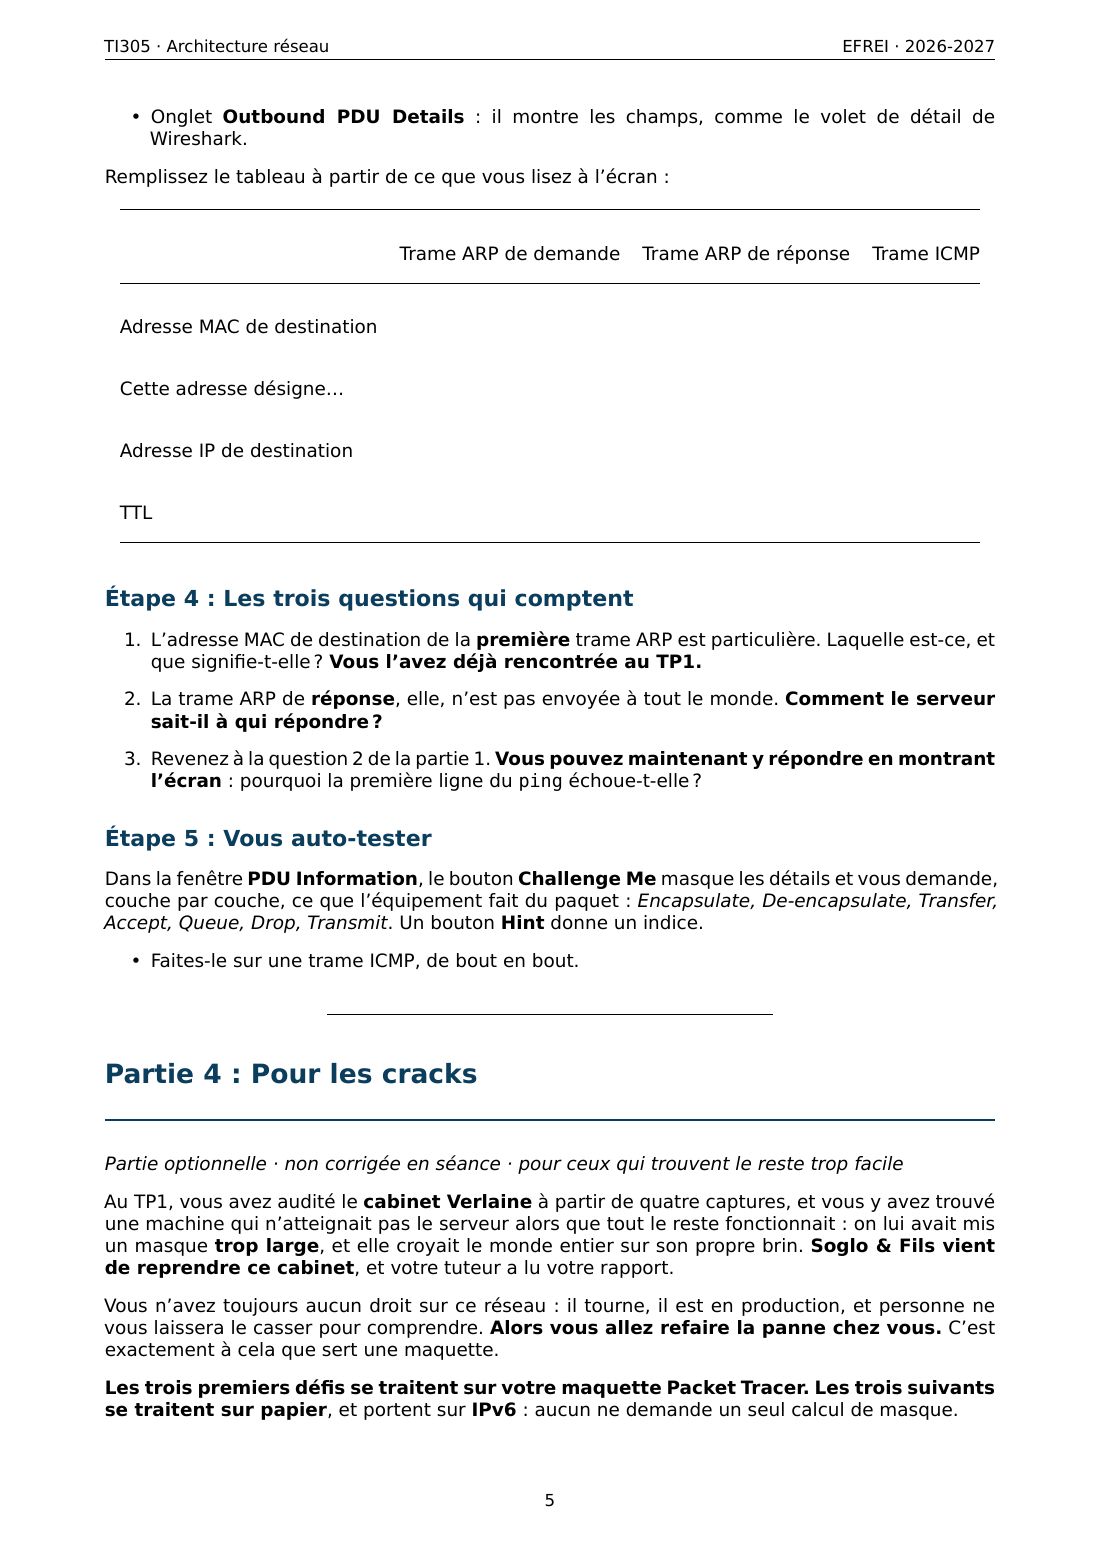 TI305 · Architecture réseau EFREI · 2026-2027
• Onglet Outbound PDU Details : il montre les champs, comme le volet de détail de
Wireshark.
Remplissez le tableau à partir de ce que vous lisez à l’écran :
Trame ARP de demande Trame ARP de réponse Trame ICMP
Adresse MAC de destination
Cette adresse désigne…
Adresse IP de destination
TTL
Étape 4 : Les trois questions qui comptent
1. L’adresse MAC de destination de la première trame ARP est particulière. Laquelle est-ce, et
que signifie-t-elle ? Vous l’avez déjà rencontrée au TP1.
2. La trame ARP de réponse, elle, n’est pas envoyée à tout le monde. Comment le serveur
sait-il à qui répondre ?
3. Revenez à la question 2 de la partie 1. Vous pouvez maintenant y répondre en montrant
l’écran : pourquoi la première ligne du ping échoue-t-elle ?
Étape 5 : Vous auto-tester
Dans la fenêtre PDU Information, le bouton Challenge Me masque les détails et vous demande,
couche par couche, ce que l’équipement fait du paquet : Encapsulate, De-encapsulate, Transfer,
Accept, Queue, Drop, Transmit. Un bouton Hint donne un indice.
• Faites-le sur une trame ICMP, de bout en bout.
Partie 4 : Pour les cracks
Partie optionnelle · non corrigée en séance · pour ceux qui trouvent le reste trop facile
Au TP1, vous avez audité le cabinet Verlaine à partir de quatre captures, et vous y avez trouvé
une machine qui n’atteignait pas le serveur alors que tout le reste fonctionnait : on lui avait mis
un masque trop large, et elle croyait le monde entier sur son propre brin. Soglo & Fils vient
de reprendre ce cabinet, et votre tuteur a lu votre rapport.
Vous n’avez toujours aucun droit sur ce réseau : il tourne, il est en production, et personne ne
vous laissera le casser pour comprendre. Alors vous allez refaire la panne chez vous. C’est
exactement à cela que sert une maquette.
Les trois premiers défis se traitent sur votre maquette Packet Tracer. Les trois suivants
se traitent sur papier, et portent sur IPv6 : aucun ne demande un seul calcul de masque.
5